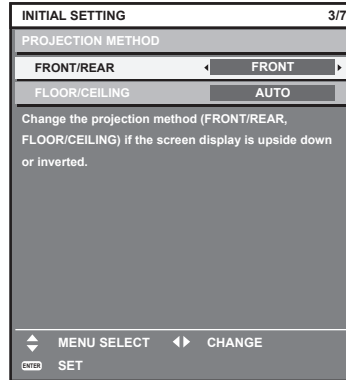 INITIAL SETTING 3/7
PROJECTION METHOD
FRONT/REAR FRONT
FLOOR/CEILING AUTO
Change the projection method (FRONT/REAR,
FLOOR/CEILING) if the screen display is upside down
or inverted.
MENU SELECT CHANGE
ENTER SET